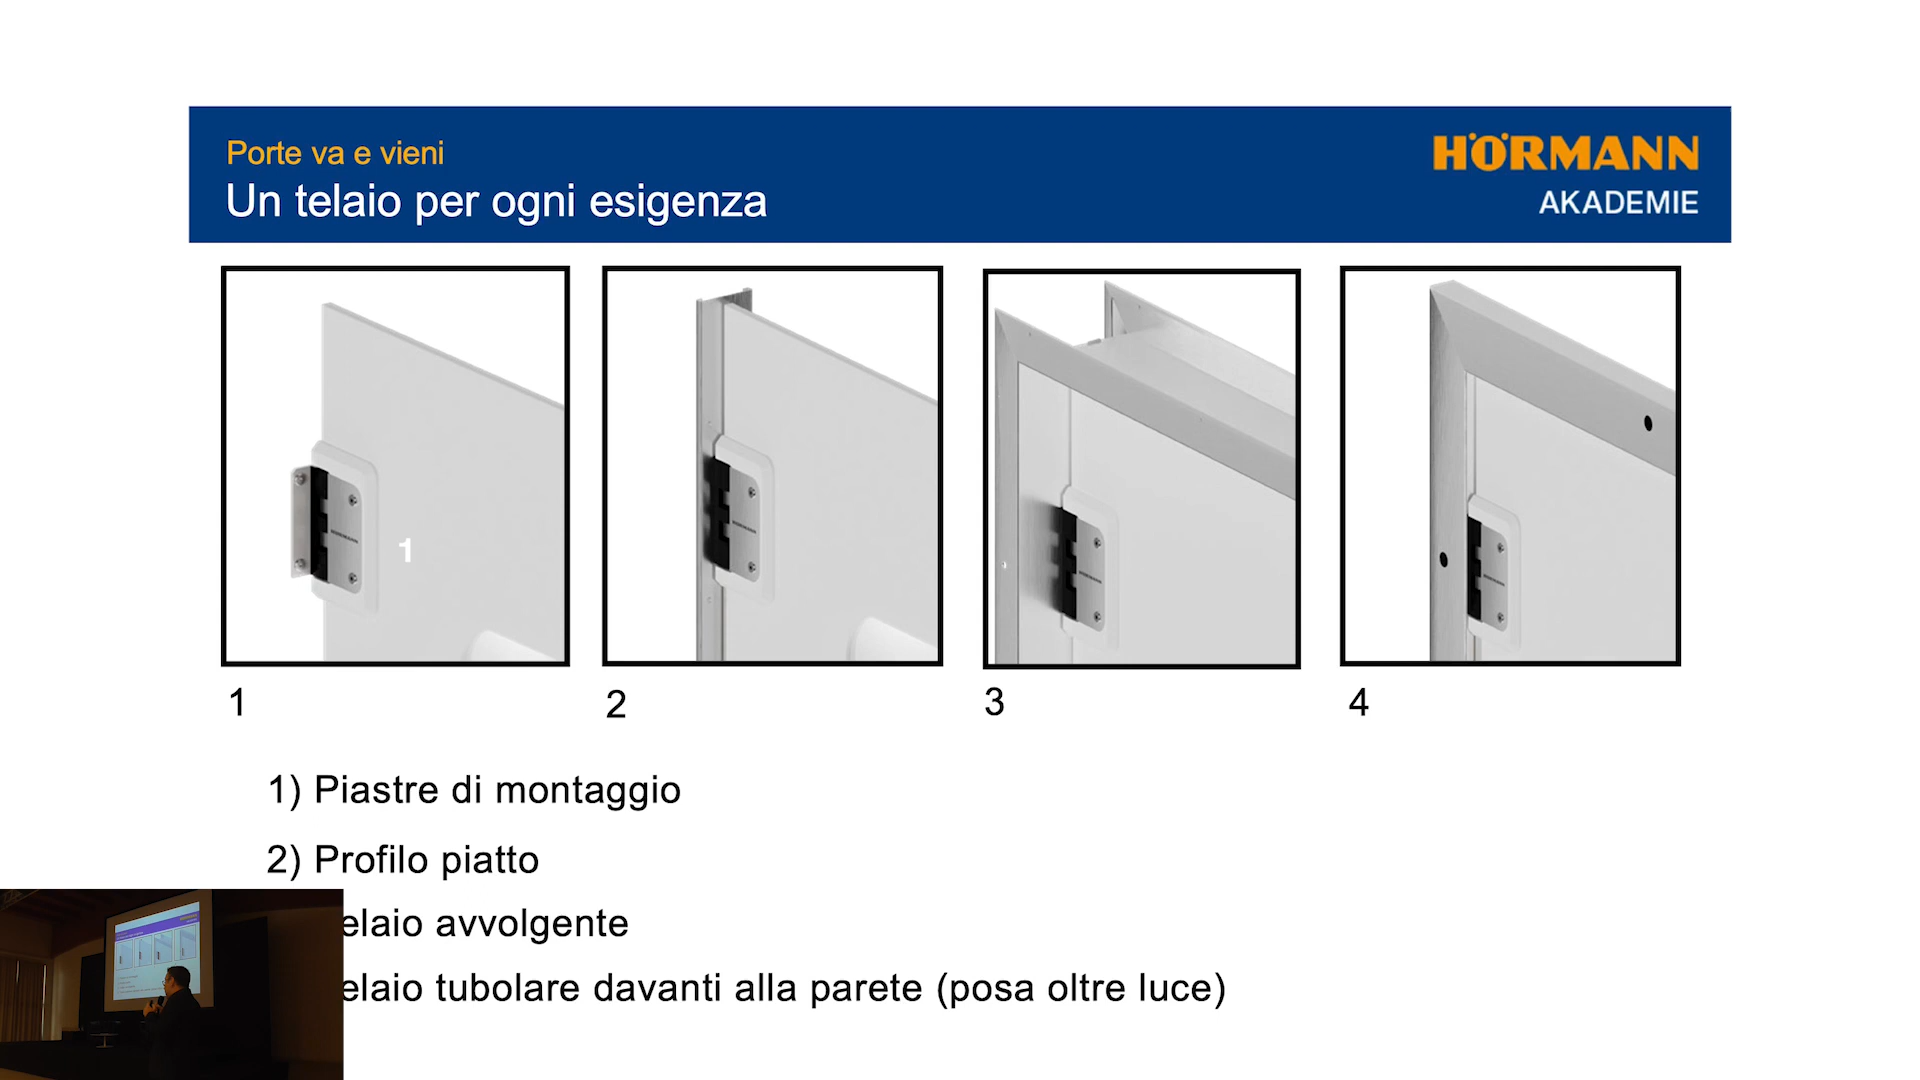 Porte va e vieni
Un telaio per ogni esigenza
HÖRMANN
AKADEMIE
1
1
2
3
4
1) Piastre di montaggio
2) Profilo piatto
elaio avvolgente
elaio tubolare davanti alla parete (posa oltre luce)